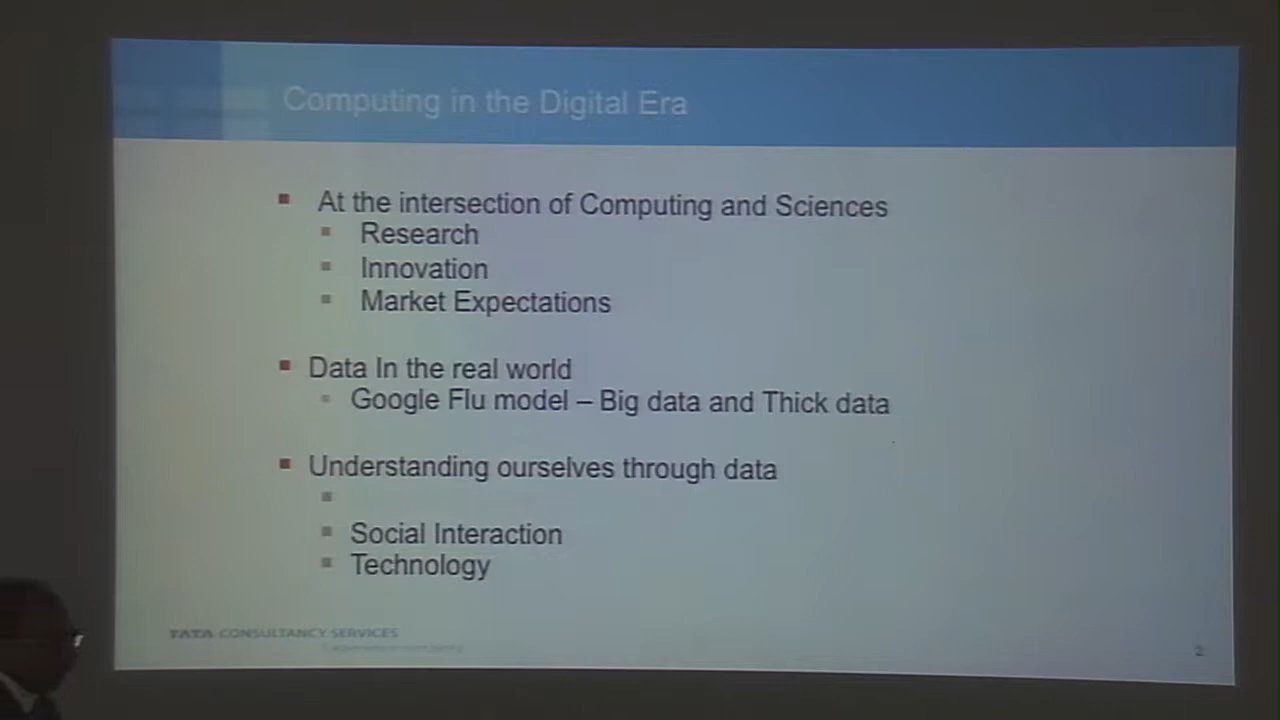 Computing in the Digital Era
At the intersection of Computing and Sciences
Research
Innovation
Market Expectations
Data In the real world
Google Flu model – Big data and Thick data
Understanding ourselves through data
Social Interaction
Technology
TATA CONSULTANCY SERVICES
2